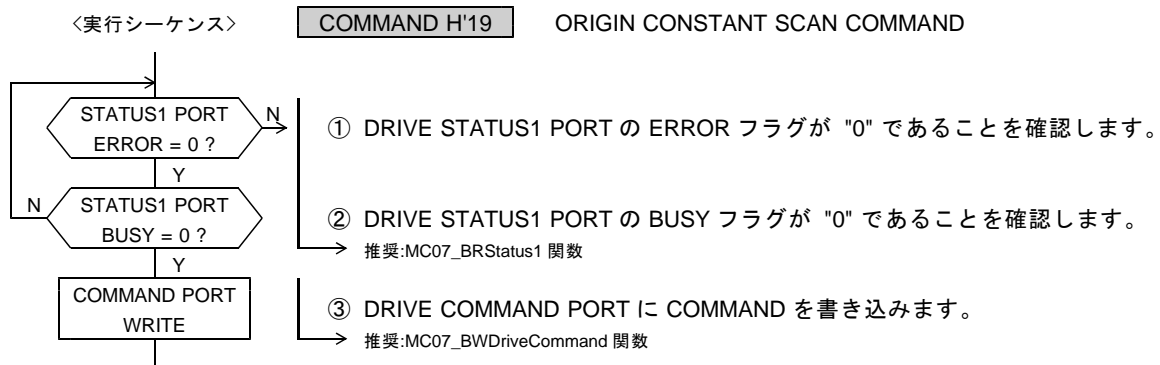 〈実行シーケンス〉 COMMAND H'19 ORIGIN CONSTANT SCAN COMMAND
STATUS1 PORT
ERROR = 0 ?
N
① DRIVE STATUS1 PORT の ERROR フラグが "0" であることを確認します。
Y
N
STATUS1 PORT
BUSY = 0 ?
② DRIVE STATUS1 PORT の BUSY フラグが "0" であることを確認します。
推奨:MC07_BRStatus1 関数
Y
COMMAND PORT
WRITE
③ DRIVE COMMAND PORT に COMMAND を書き込みます。
推奨:MC07_BWDriveCommand 関数